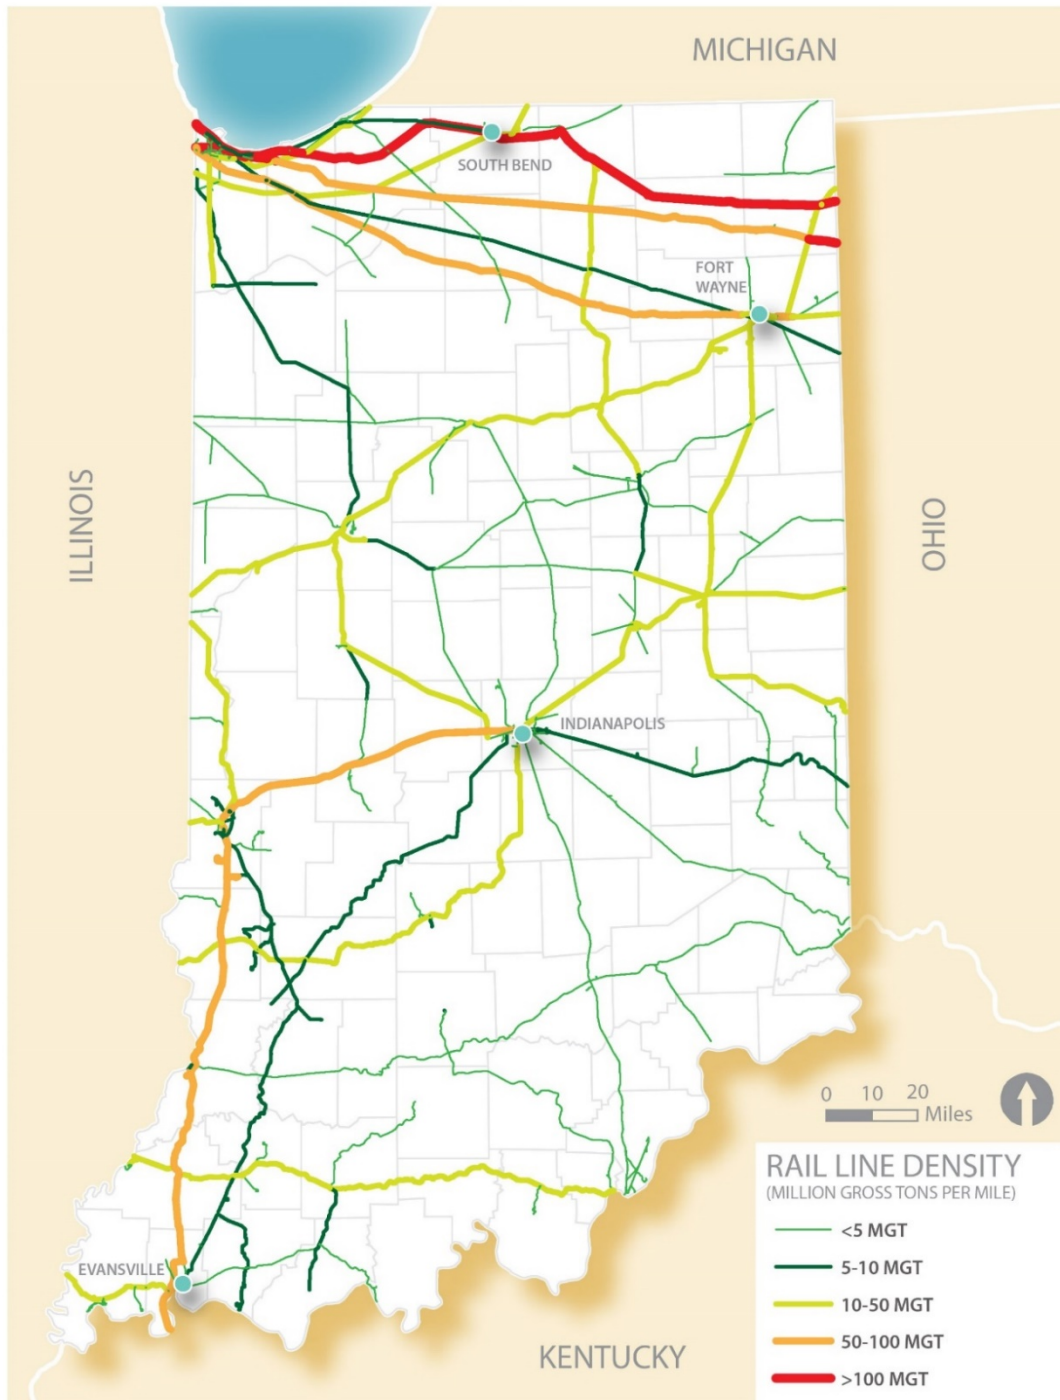 MICHIGAN
SOUTH BEND
FORT
WAYNE
ILLINOIS
OHIO
INDIANAPOLIS
0 10 20
Miles
EVANSVILLE
KENTUCKY
RAIL LINE DENSITY
(MILLION GROSS TONS PER MILE)
<5 MGT
5-10 MGT
10-50 MGT
50-100 MGT
>100 MGT